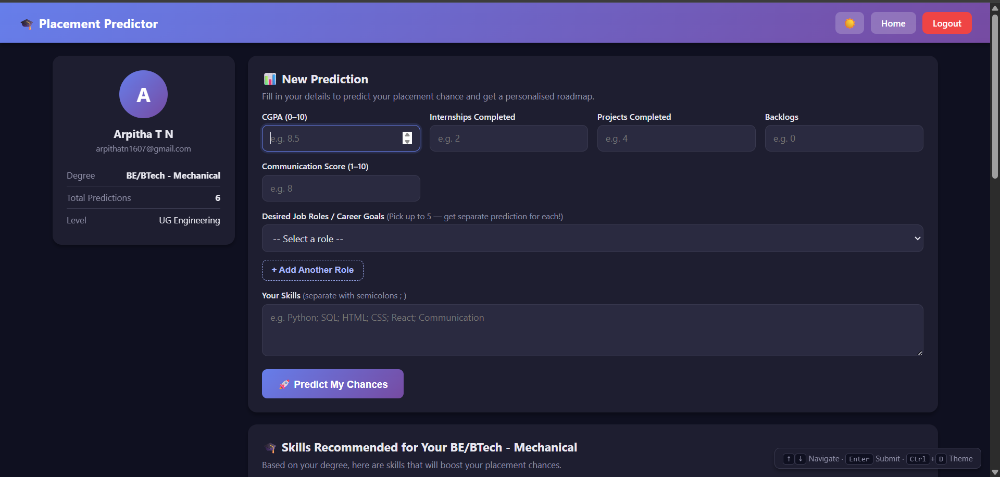 Placement Predictor
Home
Logout
A
Arpitha T N
arpithatn1607@gmail.com
Degree BE/BTech - Mechanical
Total Predictions 6
Level UG Engineering
New Prediction
Fill in your details to predict your placement chance and get a personalised roadmap.
CGPA (0–10) Internships Completed Projects Completed Backlogs
e.g. 8.5 e.g. 2 e.g. 4 e.g. 0
Communication Score (1–10)
e.g. 8
Desired Job Roles / Career Goals (Pick up to 5 — get separate prediction for each!)
-- Select a role --
+ Add Another Role
Your Skills (separate with semicolons ; )
e.g. Python; SQL; HTML; CSS; React; Communication
Predict My Chances
Skills Recommended for Your BE/BTech - Mechanical
Based on your degree, here are skills that will boost your placement chances.
↑ ↓ Navigate · Enter Submit · Ctrl + D Theme